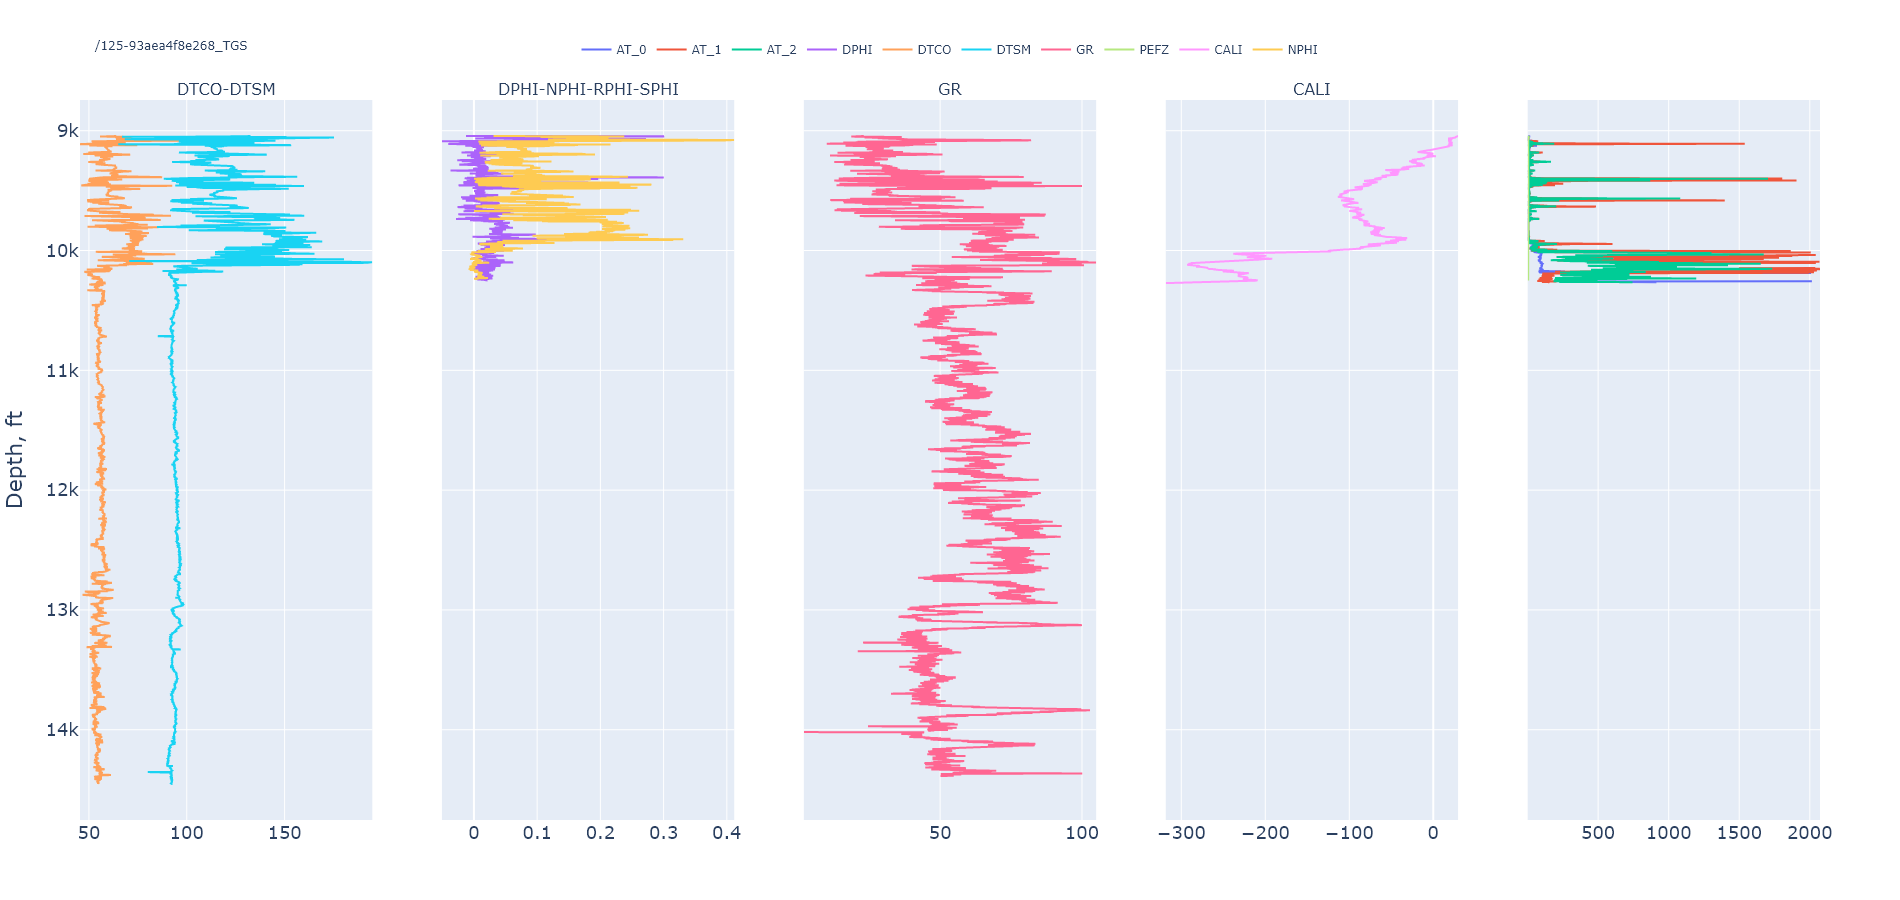 /125-93aea4f8e268_TGS
AT_0 AT_1 AT_2 DPHI DTCO DTSM GR PEFZ CALI NPHI
DTCO-DTSM DPHI-NPHI-RPHI-SPHI GR CALI
9k
10k
11k
12k
13k
14k
Depth, ft
50 100 150 0 0.1 0.2 0.3 0.4 50 100 −300 −200 −100 0 500 1000 1500 2000